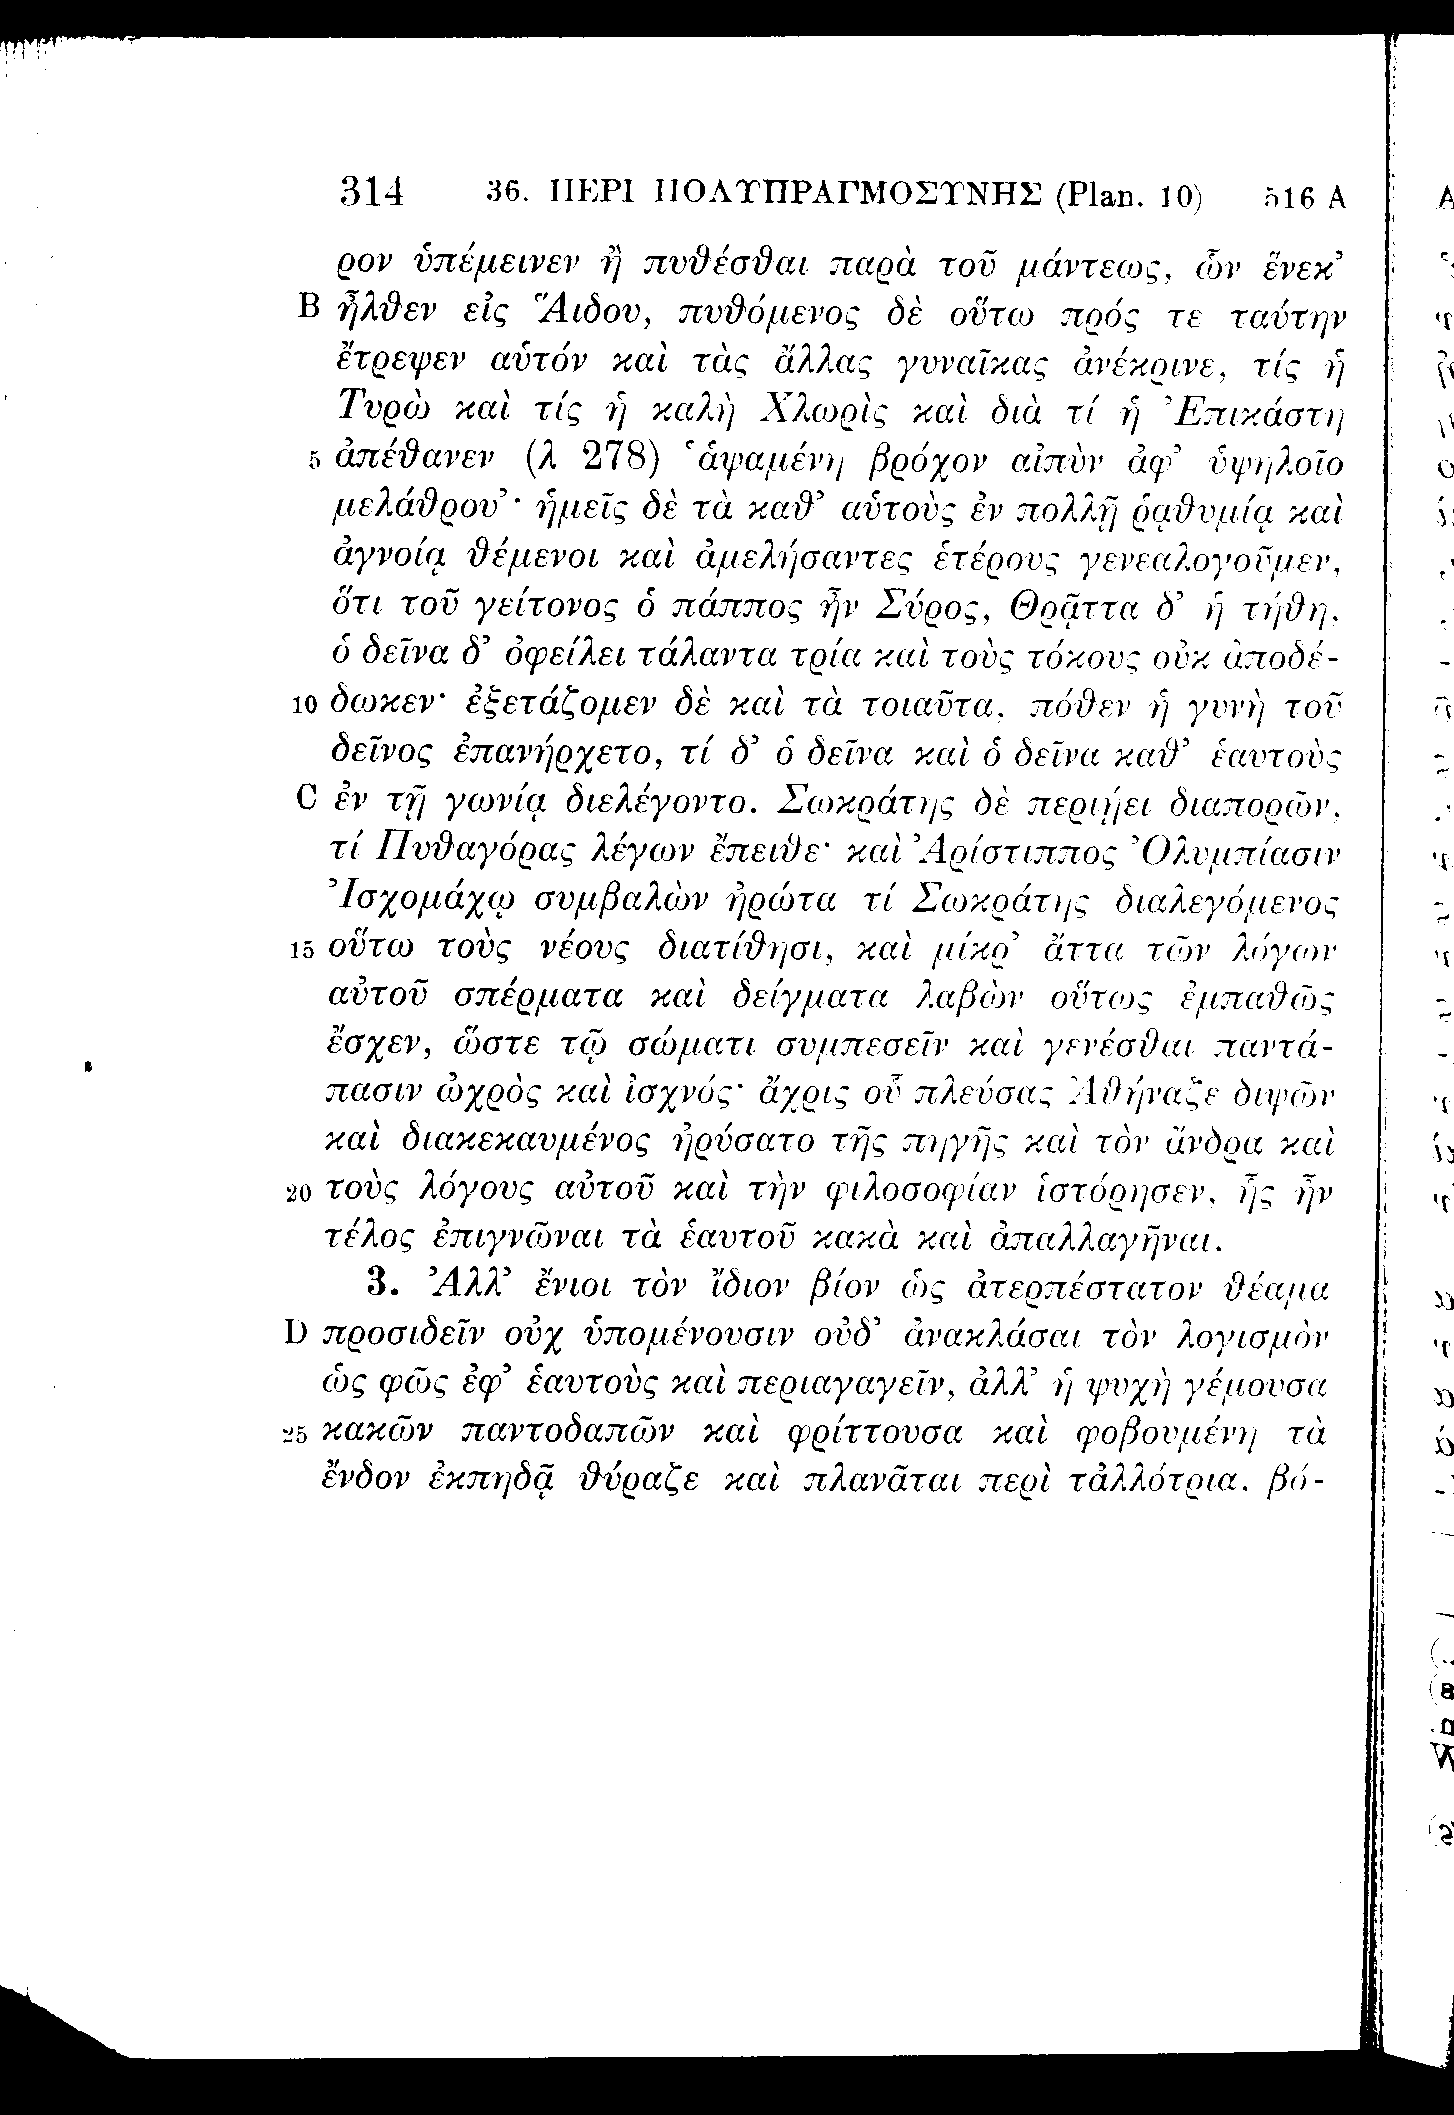 314 36. ΠΕΡΙ ΠΟΛΥΠΡΑΓΜΟΣΥΝΗΣ (Plan. 10) 516 A
ρον ὑπέμεινεν ἢ πυθέσθαι παρὰ τοῦ μάντεως, ὧν ἕνεκ’
B ἦλθεν εἰς Ἅιδου, πυθόμενος δὲ οὕτω πρός τε ταύτην
ἔτρεψεν αὑτόν καὶ τὰς ἄλλας γυναῖκας ἀνέκρινε, τίς ἡ
Τυρὼ καὶ τίς ἡ καλὴ Χλωρὶς καὶ διὰ τί ἡ Ἐπικάστη
5 ἀπέθανεν (λ 278) ‘ἁψαμένη βρόχον αἰπὺν ἀφ’ ὑψηλοῖο
μελάθρου’· ἡμεῖς δὲ τὰ καθ’ αὑτοὺς ἐν πολλῇ ῥᾳθυμίᾳ καὶ
ἀγνοίᾳ θέμενοι καὶ ἀμελήσαντες ἑτέρους γενεαλογοῦμεν,
ὅτι τοῦ γείτονος ὁ πάππος ἦν Σύρος, Θρᾷττα δ’ ἡ τήθη,
ὁ δεῖνα δ’ ὀφείλει τάλαντα τρία καὶ τοὺς τόκους οὐκ ἀποδέ-
10 δωκεν· ἐξετάζομεν δὲ καὶ τὰ τοιαῦτα, πόθεν ἡ γυνὴ τοῦ
δεῖνος ἐπανήρχετο, τί δ’ ὁ δεῖνα καὶ ὁ δεῖνα καθ’ ἑαυτοὺς
C ἐν τῇ γωνίᾳ διελέγοντο. Σωκράτης δὲ περιῄει διαπορῶν,
τί Πυθαγόρας λέγων ἔπειθε· καὶ Ἀρίστιππος Ὀλυμπίασιν
Ἰσχομάχῳ συμβαλὼν ἠρώτα τί Σωκράτης διαλεγόμενος
15 οὕτω τοὺς νέους διατίθησι, καὶ μίκρ’ ἄττα τῶν λόγων
αὐτοῦ σπέρματα καὶ δείγματα λαβὼν οὕτως ἐμπαθῶς
ἔσχεν, ὥστε τῷ σώματι συμπεσεῖν καὶ γενέσθαι παντά-
πασιν ὠχρὸς καὶ ἰσχνός· ἄχρις οὗ πλεύσας Ἀθήναζε διψῶν
καὶ διακεκαυμένος ἠρύσατο τῆς πηγῆς καὶ τὸν ἄνδρα καὶ
20 τοὺς λόγους αὐτοῦ καὶ τὴν φιλοσοφίαν ἱστόρησεν, ἧς ἦν
τέλος ἐπιγνῶναι τὰ ἑαυτοῦ κακὰ καὶ ἀπαλλαγῆναι.
3. Ἀλλ’ ἔνιοι τὸν ἴδιον βίον ὡς ἀτερπέστατον θέαμα
D προσιδεῖν οὐχ ὑπομένουσιν οὐδ’ ἀνακλάσαι τὸν λογισμὸν
ὡς φῶς ἐφ’ ἑαυτοὺς καὶ περιαγαγεῖν, ἀλλ’ ἡ ψυχὴ γέμουσα
25 κακῶν παντοδαπῶν καὶ φρίττουσα καὶ φοβουμένη τὰ
ἔνδον ἐκπηδᾷ θύραζε καὶ πλανᾶται περὶ τἀλλότρια, βό-